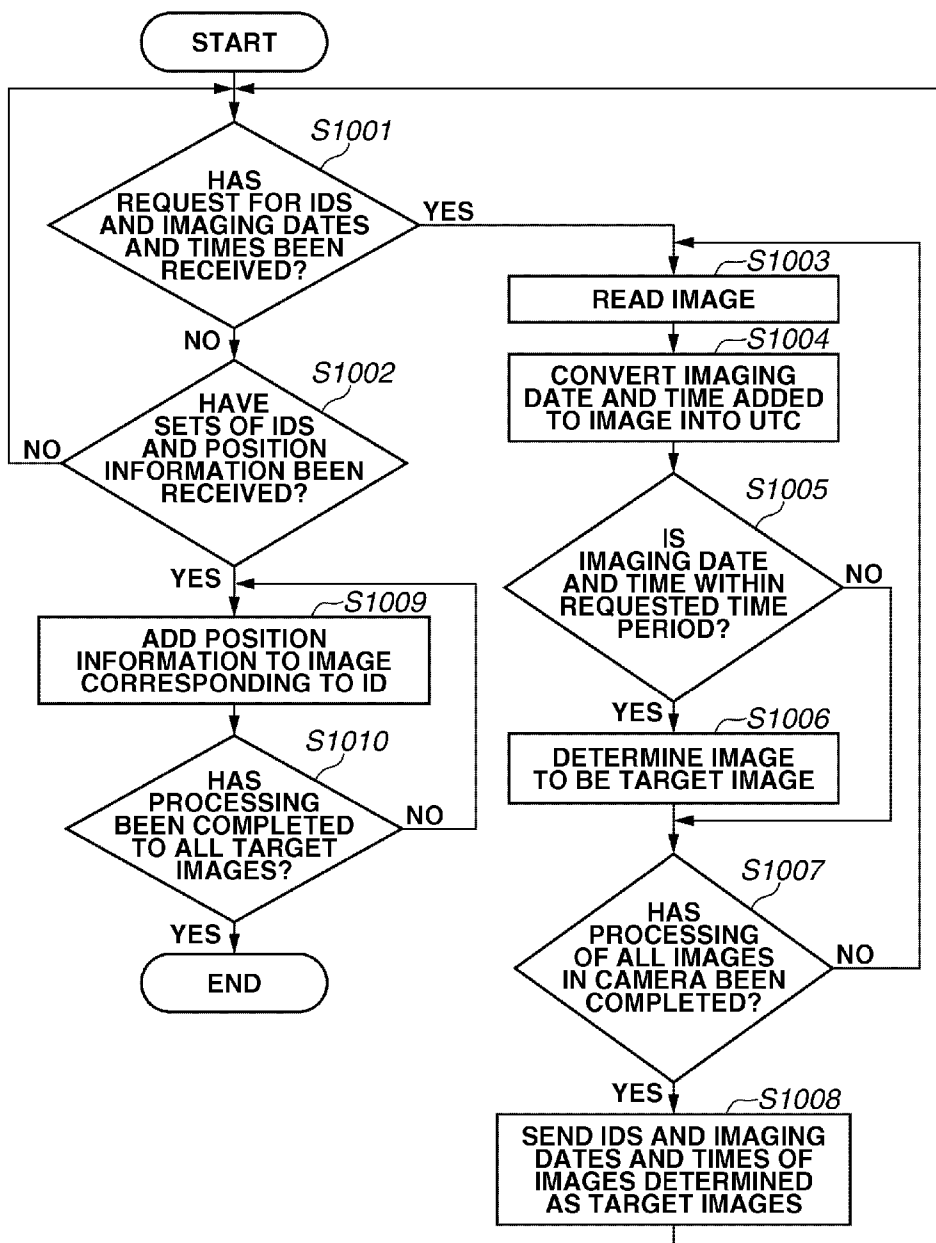 START
S1001
HAS
REQUEST FOR IDS
AND IMAGING DATES
AND TIMES BEEN
RECEIVED?
YES
NO
S1002
HAVE
SETS OF IDS
AND POSITION
INFORMATION BEEN
RECEIVED?
NO
YES
S1009
ADD POSITION
INFORMATION TO IMAGE
CORRESPONDING TO ID
S1010
HAS
PROCESSING
BEEN COMPLETED
TO ALL TARGET
IMAGES?
NO
YES
END
S1003
READ IMAGE
S1004
CONVERT IMAGING
DATE AND TIME ADDED
TO IMAGE INTO UTC
S1005
IS
IMAGING DATE
AND TIME WITHIN
REQUESTED TIME
PERIOD?
NO
YES
S1006
DETERMINE IMAGE
TO BE TARGET IMAGE
S1007
HAS
PROCESSING
OF ALL IMAGES
IN CAMERA BEEN
COMPLETED?
NO
YES
S1008
SEND IDS AND IMAGING
DATES AND TIMES OF
IMAGES DETERMINED
AS TARGET IMAGES